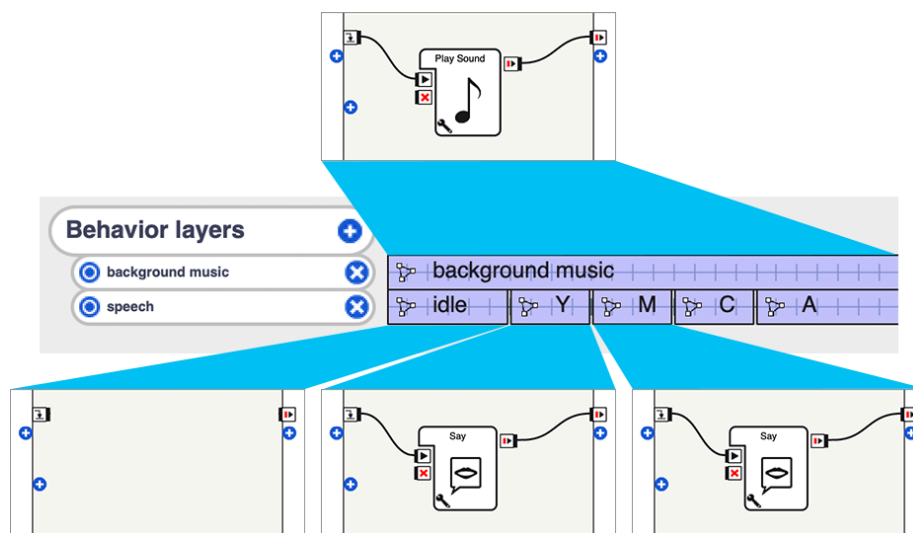 Play Sound
Behavior layers
background music
background music
speech
idle
Y
M
C
A
Say
Say